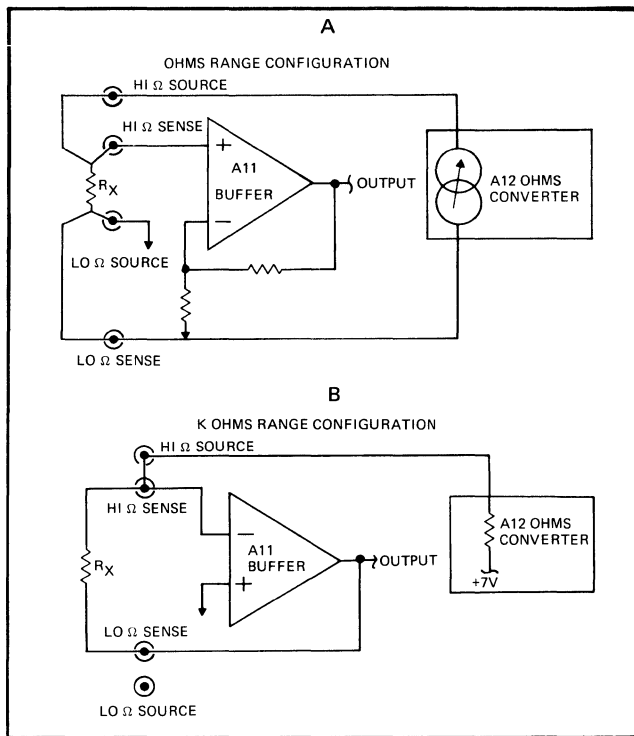 A
OHMS RANGE CONFIGURATION
HI Ω SOURCE
HI Ω SENSE
+
A11
BUFFER
−
OUTPUT
A12 OHMS
CONVERTER
RX
LO Ω SOURCE
LO Ω SENSE
B
K OHMS RANGE CONFIGURATION
HI Ω SOURCE
HI Ω SENSE
−
A11
BUFFER
+
OUTPUT
A12 OHMS
CONVERTER
+7V
RX
LO Ω SENSE
LO Ω SOURCE